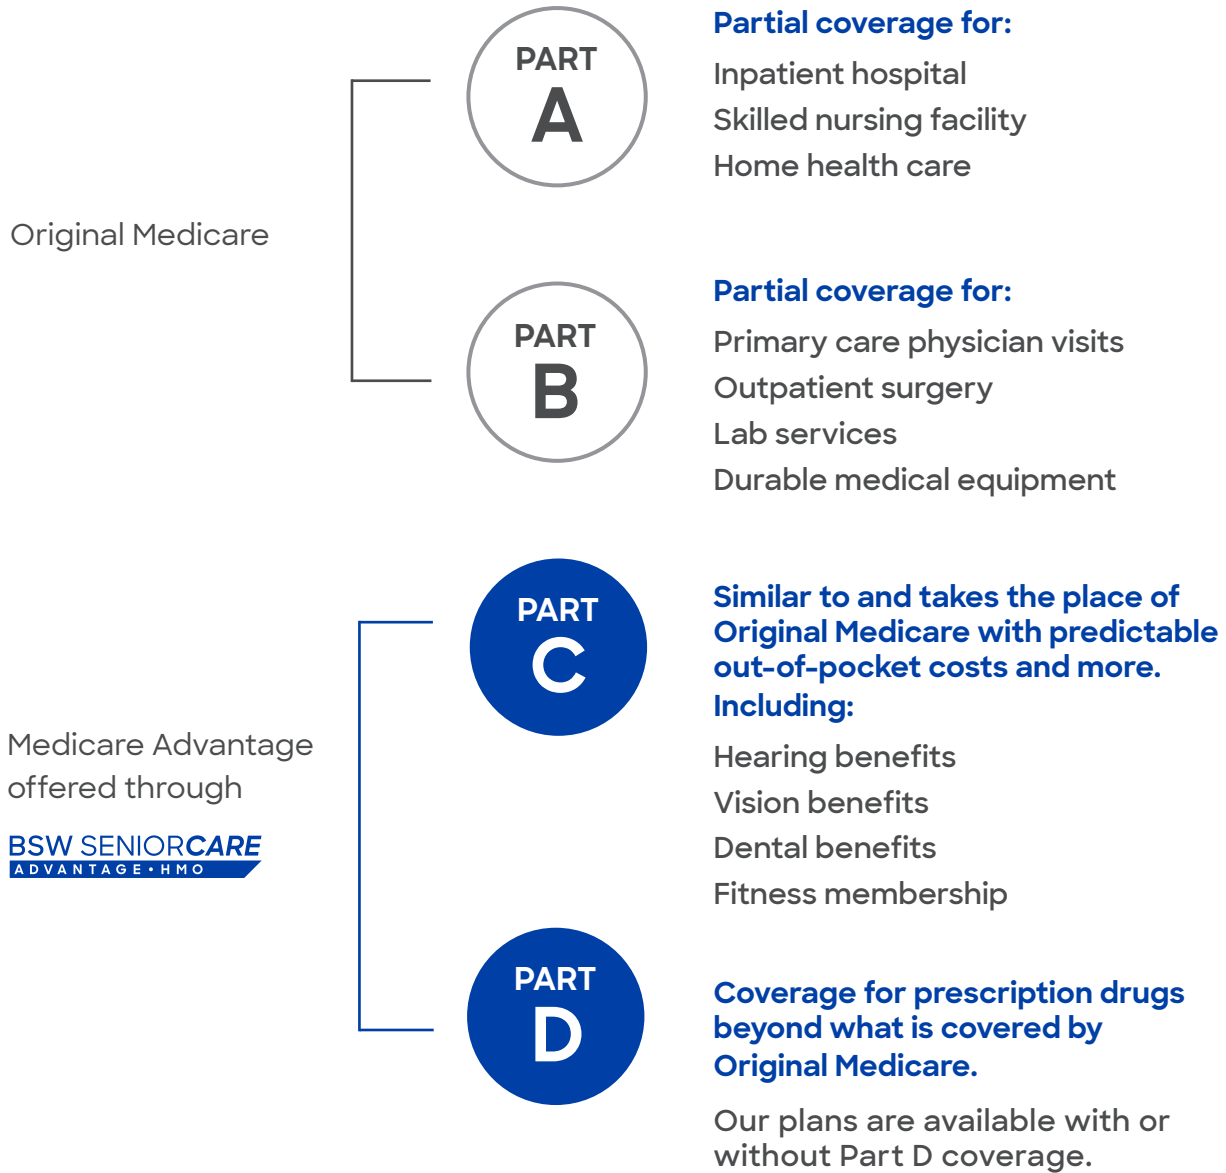 Original Medicare
PART
A
Partial coverage for:
Inpatient hospital
Skilled nursing facility
Home health care
PART
B
Partial coverage for:
Primary care physician visits
Outpatient surgery
Lab services
Durable medical equipment
Medicare Advantage
offered through
BSW SENIORCARE
ADVANTAGE • HMO
PART
C
Similar to and takes the place of
Original Medicare with predictable
out-of-pocket costs and more.
Including:
Hearing benefits
Vision benefits
Dental benefits
Fitness membership
PART
D
Coverage for prescription drugs
beyond what is covered by
Original Medicare.
Our plans are available with or
without Part D coverage.